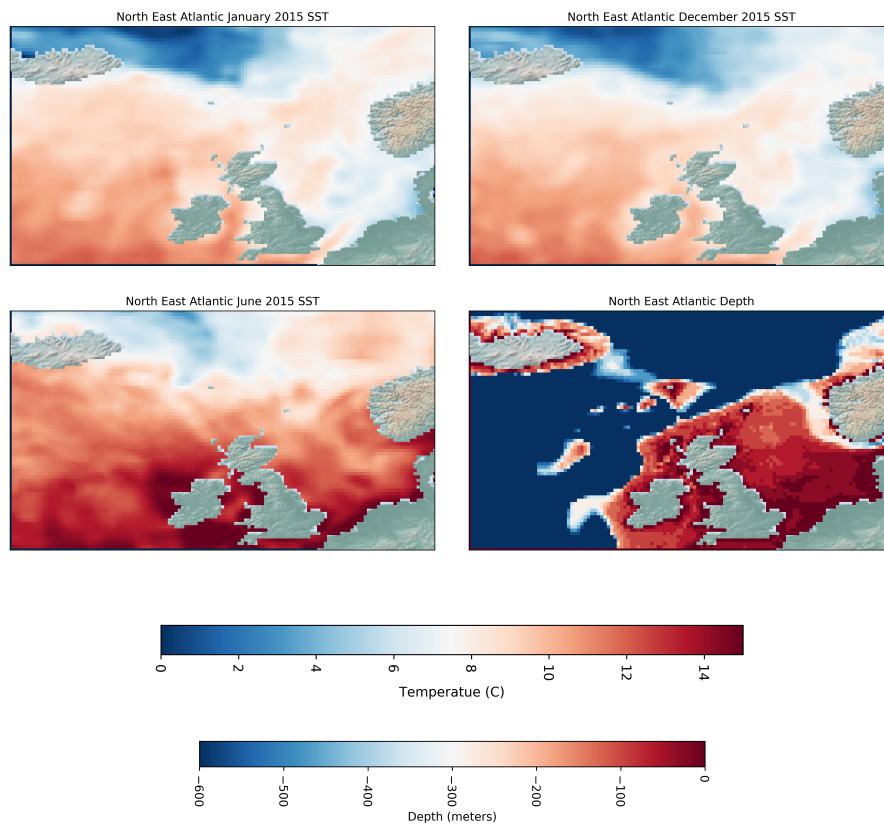 North East Atlantic January 2015 SST
North East Atlantic December 2015 SST
North East Atlantic June 2015 SST
North East Atlantic Depth
0 2 4 6 8 10 12 14
Temperatue (C)
−600 −500 −400 −300 −200 −100 0
Depth (meters)